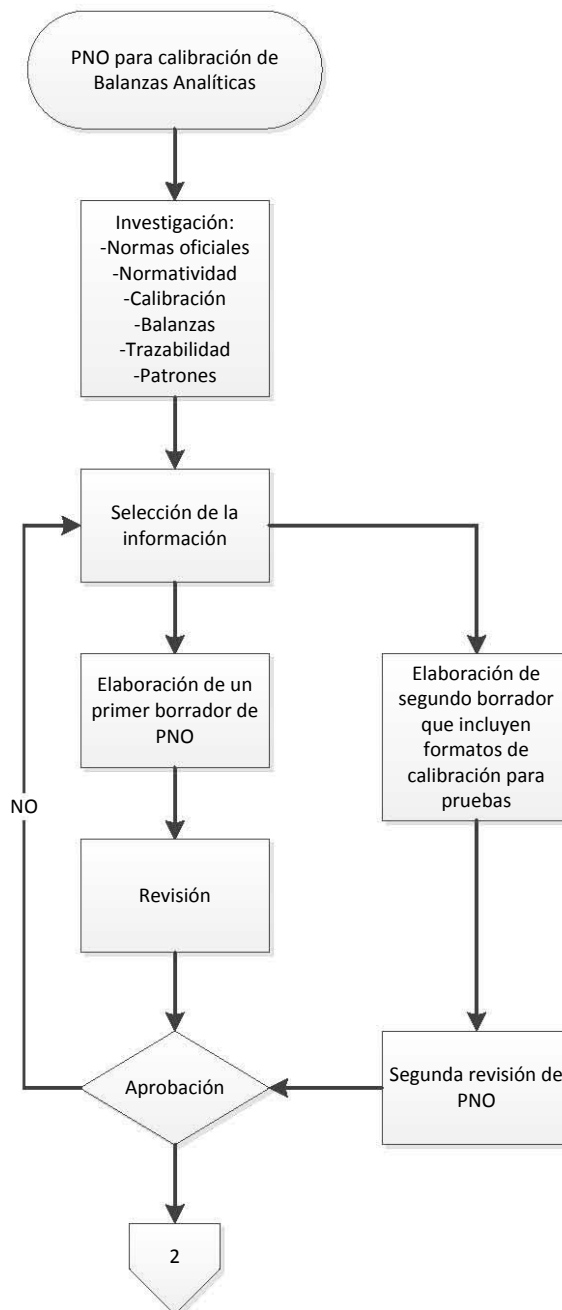 PNO para calibración de
Balanzas Analíticas
Investigación:
-Normas oficiales
-Normatividad
-Calibración
-Balanzas
-Trazabilidad
-Patrones
Selección de la
información
Elaboración de un
primer borrador de
PNO
Elaboración de
segundo borrador
que incluyen
formatos de
calibración para
pruebas
NO
Revisión
Aprobación
Segunda revisión de
PNO
2